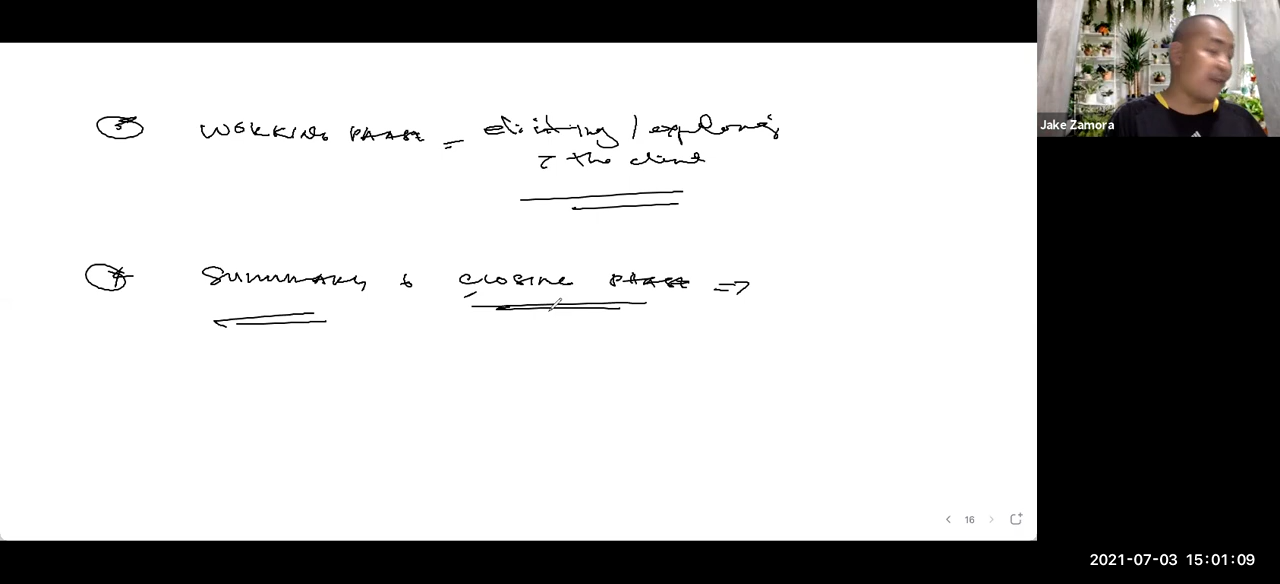 Jake Zamora
③ WORKING PHASE = eliciting / exploring
c̄ the client
④ SUMMARY & CLOSING PHASE =>
16
2021-07-03 15:01:09